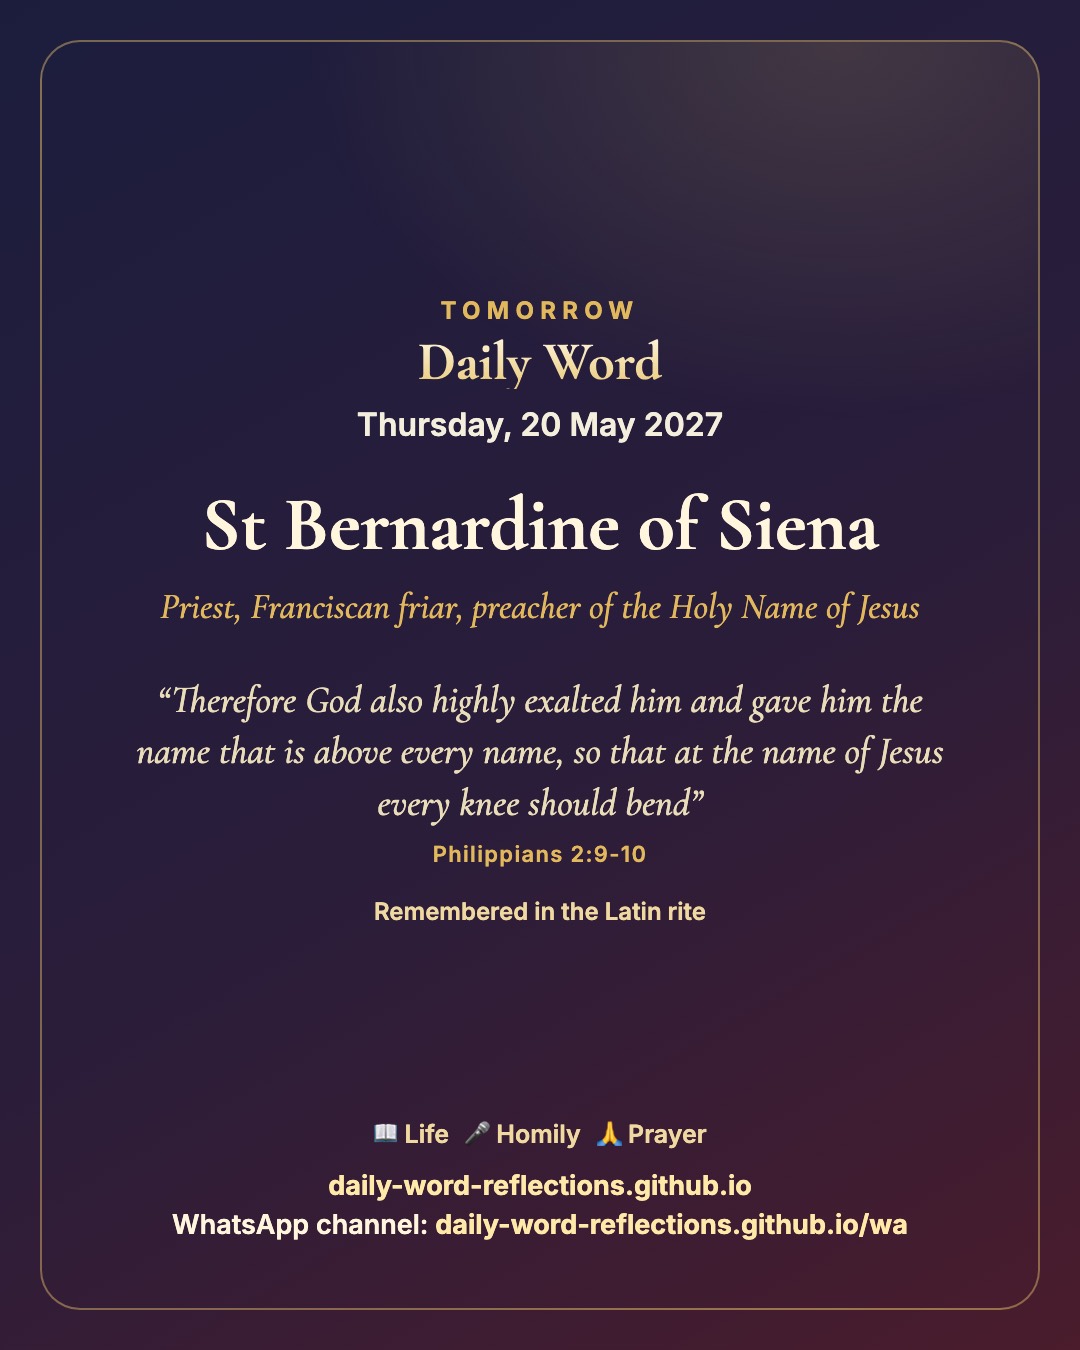 TOMORROW
Daily Word
Thursday, 20 May 2027
St Bernardine of Siena
Priest, Franciscan friar, preacher of the Holy Name of Jesus
“Therefore God also highly exalted him and gave him the
name that is above every name, so that at the name of Jesus
every knee should bend”
Philippians 2:9-10
Remembered in the Latin rite
📖 Life 🎤 Homily 🙏 Prayer
daily-word-reflections.github.io
WhatsApp channel: daily-word-reflections.github.io/wa